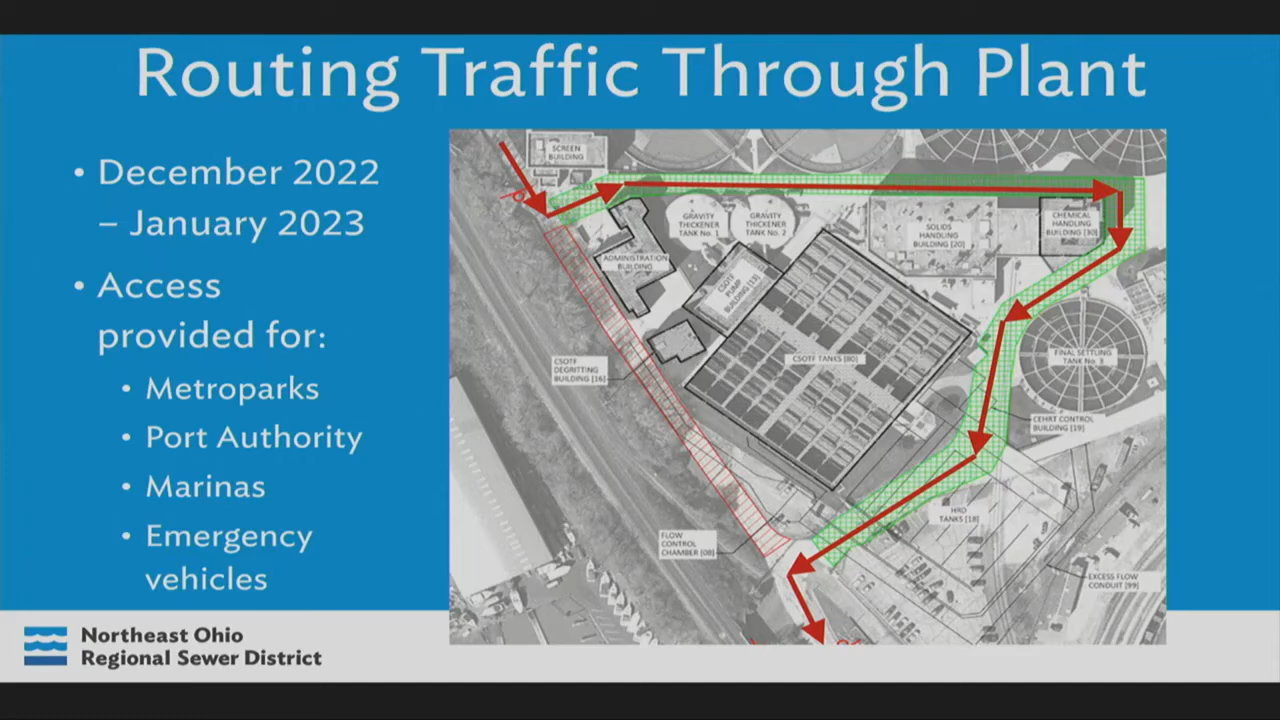 Routing Traffic Through Plant
• December 2022
– January 2023
• Access
provided for:
• Metroparks
• Port Authority
• Marinas
• Emergency
vehicles
SCREEN
BUILDING
GRAVITY
THICKENER
TANK No. 1
GRAVITY
THICKENER
TANK No. 2
SOLIDS
HANDLING
BUILDING [20]
CHEMICAL
HANDLING
BUILDING [30]
ADMINISTRATION
BUILDING
CSOTF
PUMP
BUILDING [13]
CSOTF TANKS [80]
FINAL SETTLING
TANK No. 3
CSOTF
DEGRITTING
BUILDING [16]
CEHRT CONTROL
BUILDING [19]
HRD
TANKS [18]
FLOW
CONTROL
CHAMBER [08]
EXCESS FLOW
CONDUIT [99]
Northeast Ohio
Regional Sewer District